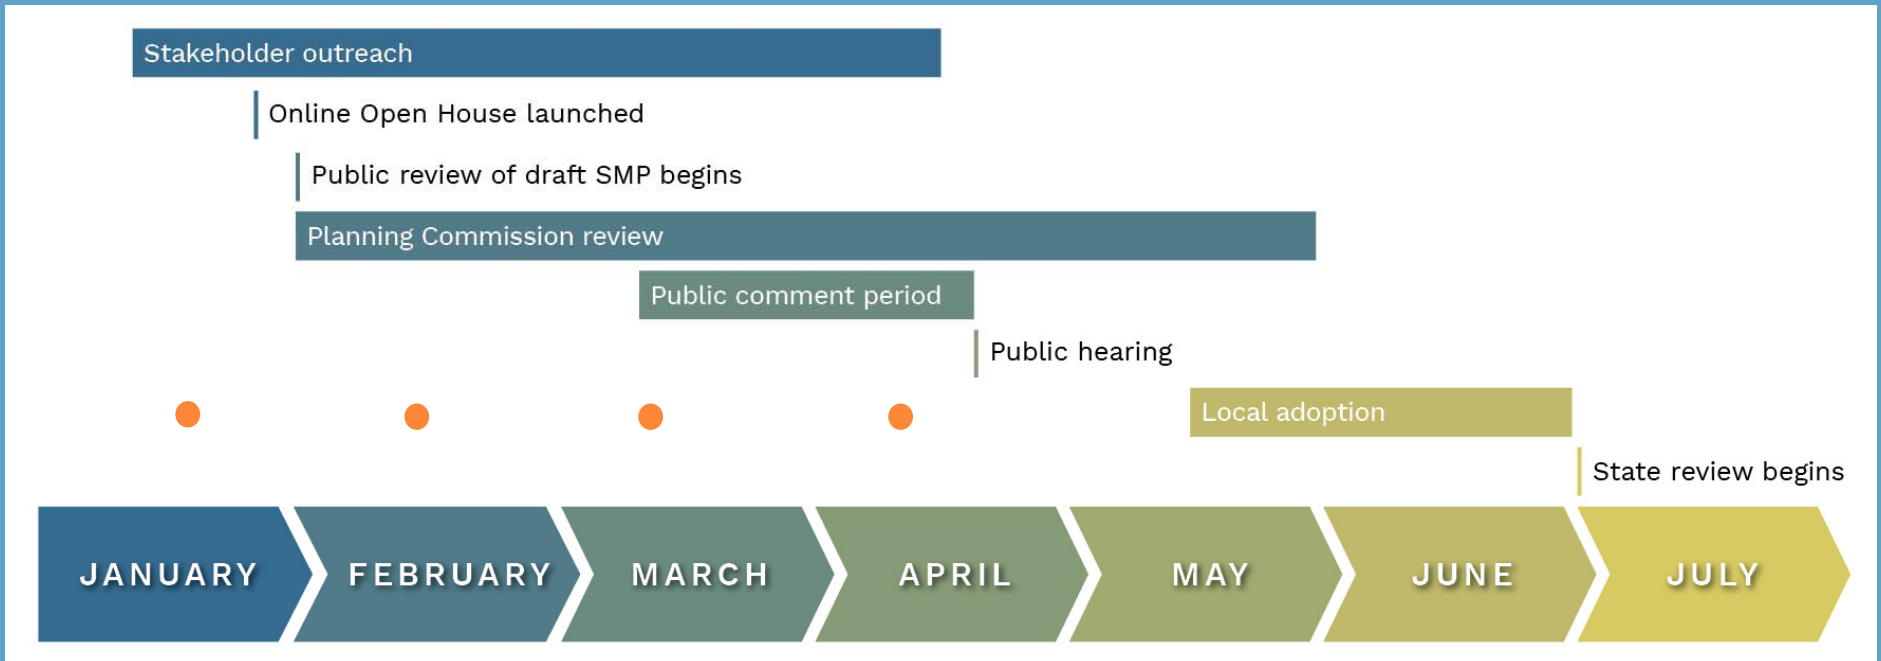 Stakeholder outreach
Online Open House launched
Public review of draft SMP begins
Planning Commission review
Public comment period
Public hearing
Local adoption
State review begins
JANUARY FEBRUARY MARCH APRIL MAY JUNE JULY